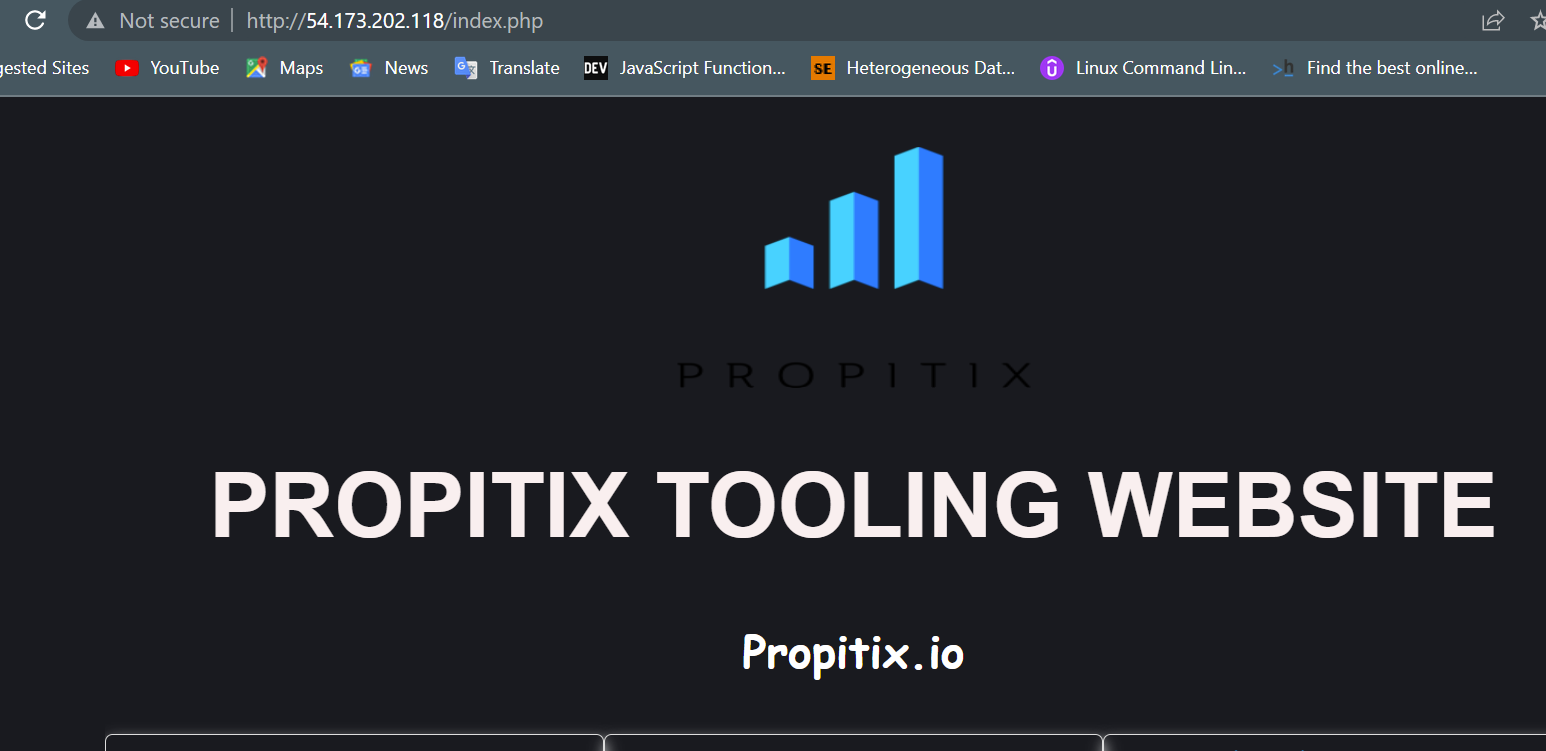 Not secure http://54.173.202.118/index.php
gested Sites YouTube Maps News Translate DEV JavaScript Function... SE Heterogeneous Dat... Linux Command Lin... >_h Find the best online...
PROPITIX
PROPITIX TOOLING WEBSITE
Propitix.io